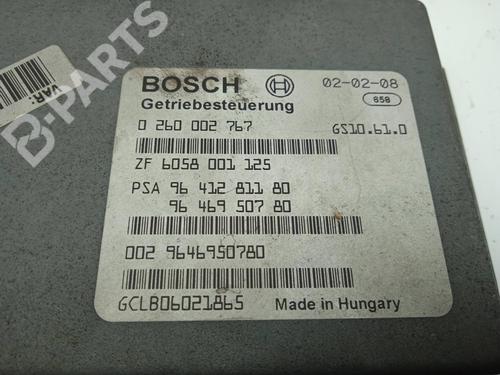 B-PARTS
VAR:
BOSCH 02-02-08
Getriebesteuerung 658
0 260 002 767 GS10.61.0
ZF 6058 001 125
PSA 96 412 811 80
96 469 507 80
002 9646950780
GCLB06021865 Made in Hungary